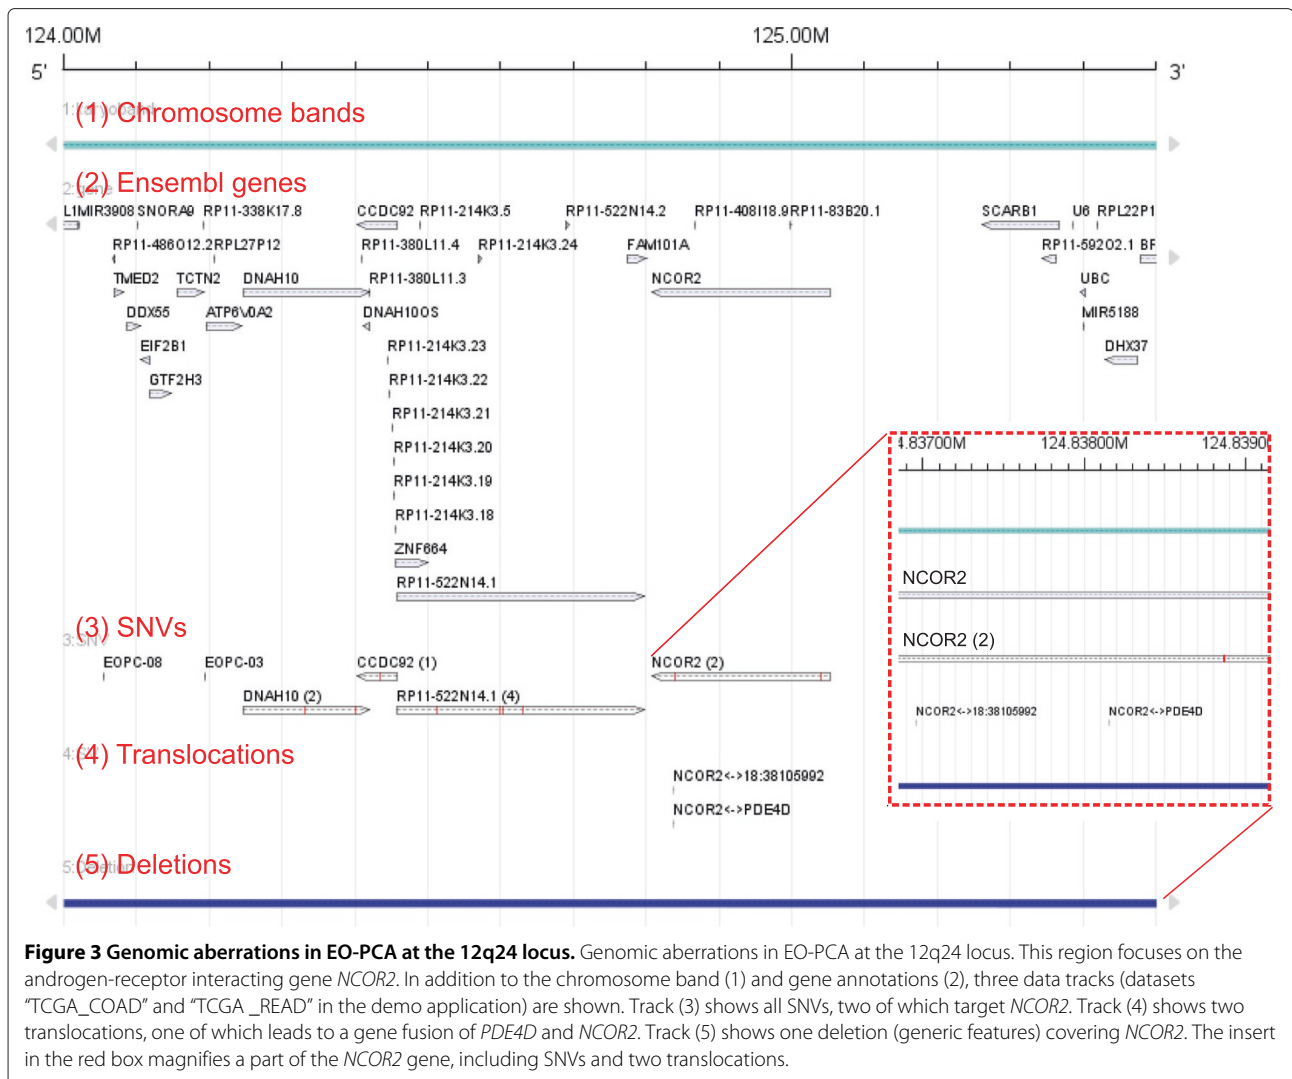 124.00M 125.00M
5' 3'
(1) Chromosome bands
(2) Ensembl genes
2:gene
L1MIR3908 SNORA9 RP11-338K17.8 CCDC92 RP11-214K3.5 RP11-522N14.2 RP11-408I18.9 RP11-83B20.1 SCARB1 U6 RPL22P1
RP11-486O12.2 RPL27P12 RP11-380L11.4 RP11-214K3.24 FAM101A RP11-592O2.1 BF
TMED2 TCTN2 DNAH10 RP11-380L11.3 NCOR2 UBC
DDX55 ATP6V0A2 DNAH10OS MIR5188
EIF2B1 RP11-214K3.23 DHX37
GTF2H3 RP11-214K3.22
RP11-214K3.21
RP11-214K3.20
RP11-214K3.19
RP11-214K3.18
ZNF664
RP11-522N14.1
4.83700M 124.83800M 124.8390
NCOR2
NCOR2 (2)
NCOR2<->18:38105992 NCOR2<->PDE4D
(3) SNVs
3:SNV
EOPC-08 EOPC-03 CCDC92 (1) NCOR2 (2)
DNAH10 (2) RP11-522N14.1 (4)
(4) Translocations
NCOR2<->18:38105992
NCOR2<->PDE4D
(5) Deletions
5:Deletion
Figure 3 Genomic aberrations in EO-PCA at the 12q24 locus. Genomic aberrations in EO-PCA at the 12q24 locus. This region focuses on the
androgen-receptor interacting gene NCOR2. In addition to the chromosome band (1) and gene annotations (2), three data tracks (datasets
"TCGA_COAD" and "TCGA _READ" in the demo application) are shown. Track (3) shows all SNVs, two of which target NCOR2. Track (4) shows two
translocations, one of which leads to a gene fusion of PDE4D and NCOR2. Track (5) shows one deletion (generic features) covering NCOR2. The insert
in the red box magnifies a part of the NCOR2 gene, including SNVs and two translocations.